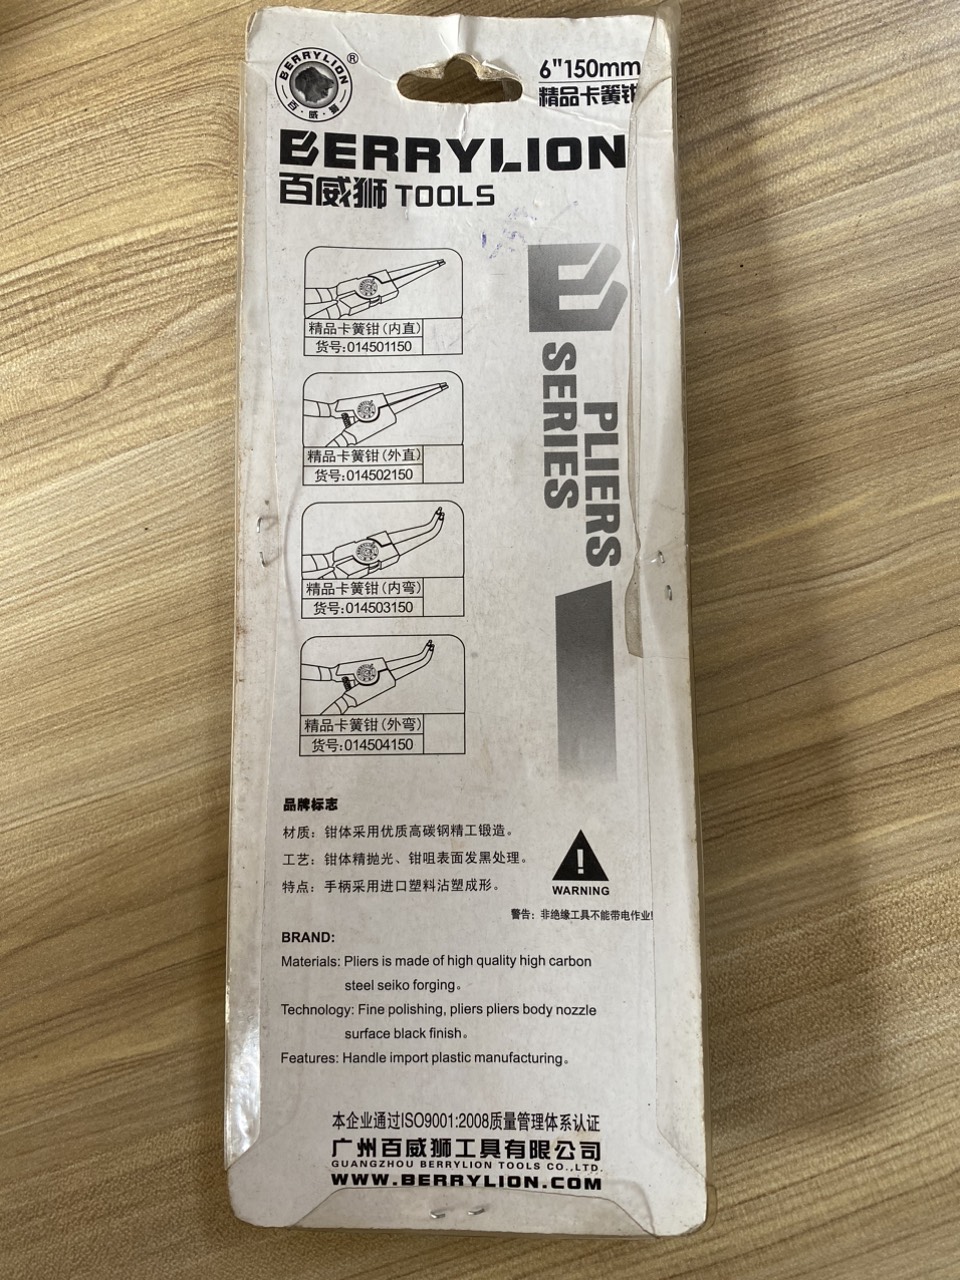 BERRYLION
百·威·狮
®
6"150mm
精品卡簧钳
BERRYLION
百威狮 TOOLS
精品卡簧钳(内直)
货号:014501150
精品卡簧钳(外直)
货号:014502150
精品卡簧钳(内弯)
货号:014503150
精品卡簧钳(外弯)
货号:014504150
PLIERS
SERIES
品牌标志
材质：钳体采用优质高碳钢精工锻造。
工艺：钳体精抛光、钳咀表面发黑处理。
特点：手柄采用进口塑料沾塑成形。
WARNING
警告：非绝缘工具不能带电作业!
BRAND:
Materials: Pliers is made of high quality high carbon
steel seiko forging。
Technology: Fine polishing, pliers pliers body nozzle
surface black finish。
Features: Handle import plastic manufacturing。
本企业通过ISO9001:2008质量管理体系认证
广州百威狮工具有限公司
GUANGZHOU BERRYLION TOOLS CO.,LTD.
WWW.BERRYLION.COM